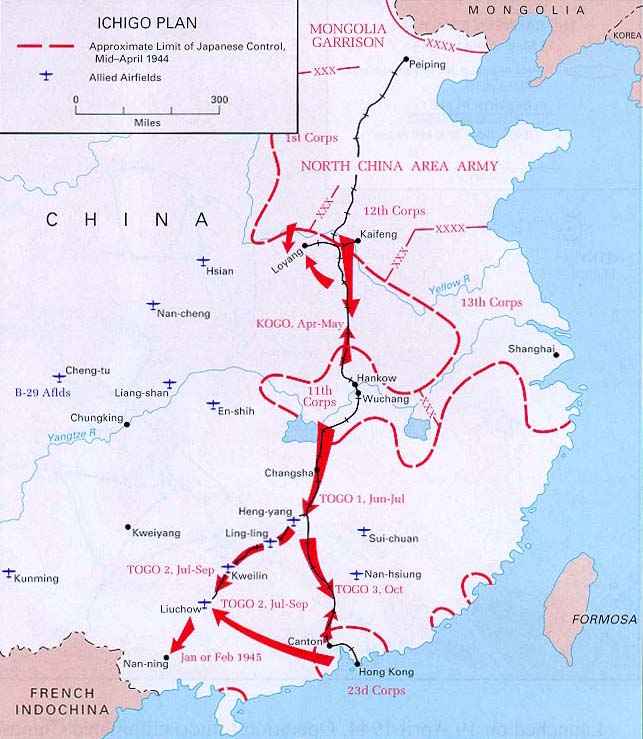 ICHIGO PLAN
Approximate Limit of Japanese Control,
Mid–April 1944
Allied Airfields
0
300
Miles
MONGOLIA
KOREA
MONGOLIA
GARRISON
XXXX
XXX
Peiping
1st Corps
NORTH CHINA AREA ARMY
XXX
12th Corps
CHINA
Kaifeng
XXXX
Loyang
XXX
Hsian
Yellow R
13th Corps
Nan-cheng
KOGO, Apr-May
Shanghai
Cheng-tu
B-29 Aflds
Liang-shan
Hankow
11th
Corps
Wuchang
En-shih
XXX
Chungking
Yangtze R
Changsha
TOGO 1, Jun-Jul
Heng-yang
Kweiyang
Ling-ling
Sui-chuan
TOGO 2, Jul-Sep
Kweilin
Nan-hsiung
Kunming
TOGO 3, Oct
Liuchow
TOGO 2, Jul-Sep
FORMOSA
Canton
Nan-ning
Jan or Feb 1945
Hong Kong
FRENCH
INDOCHINA
23d Corps